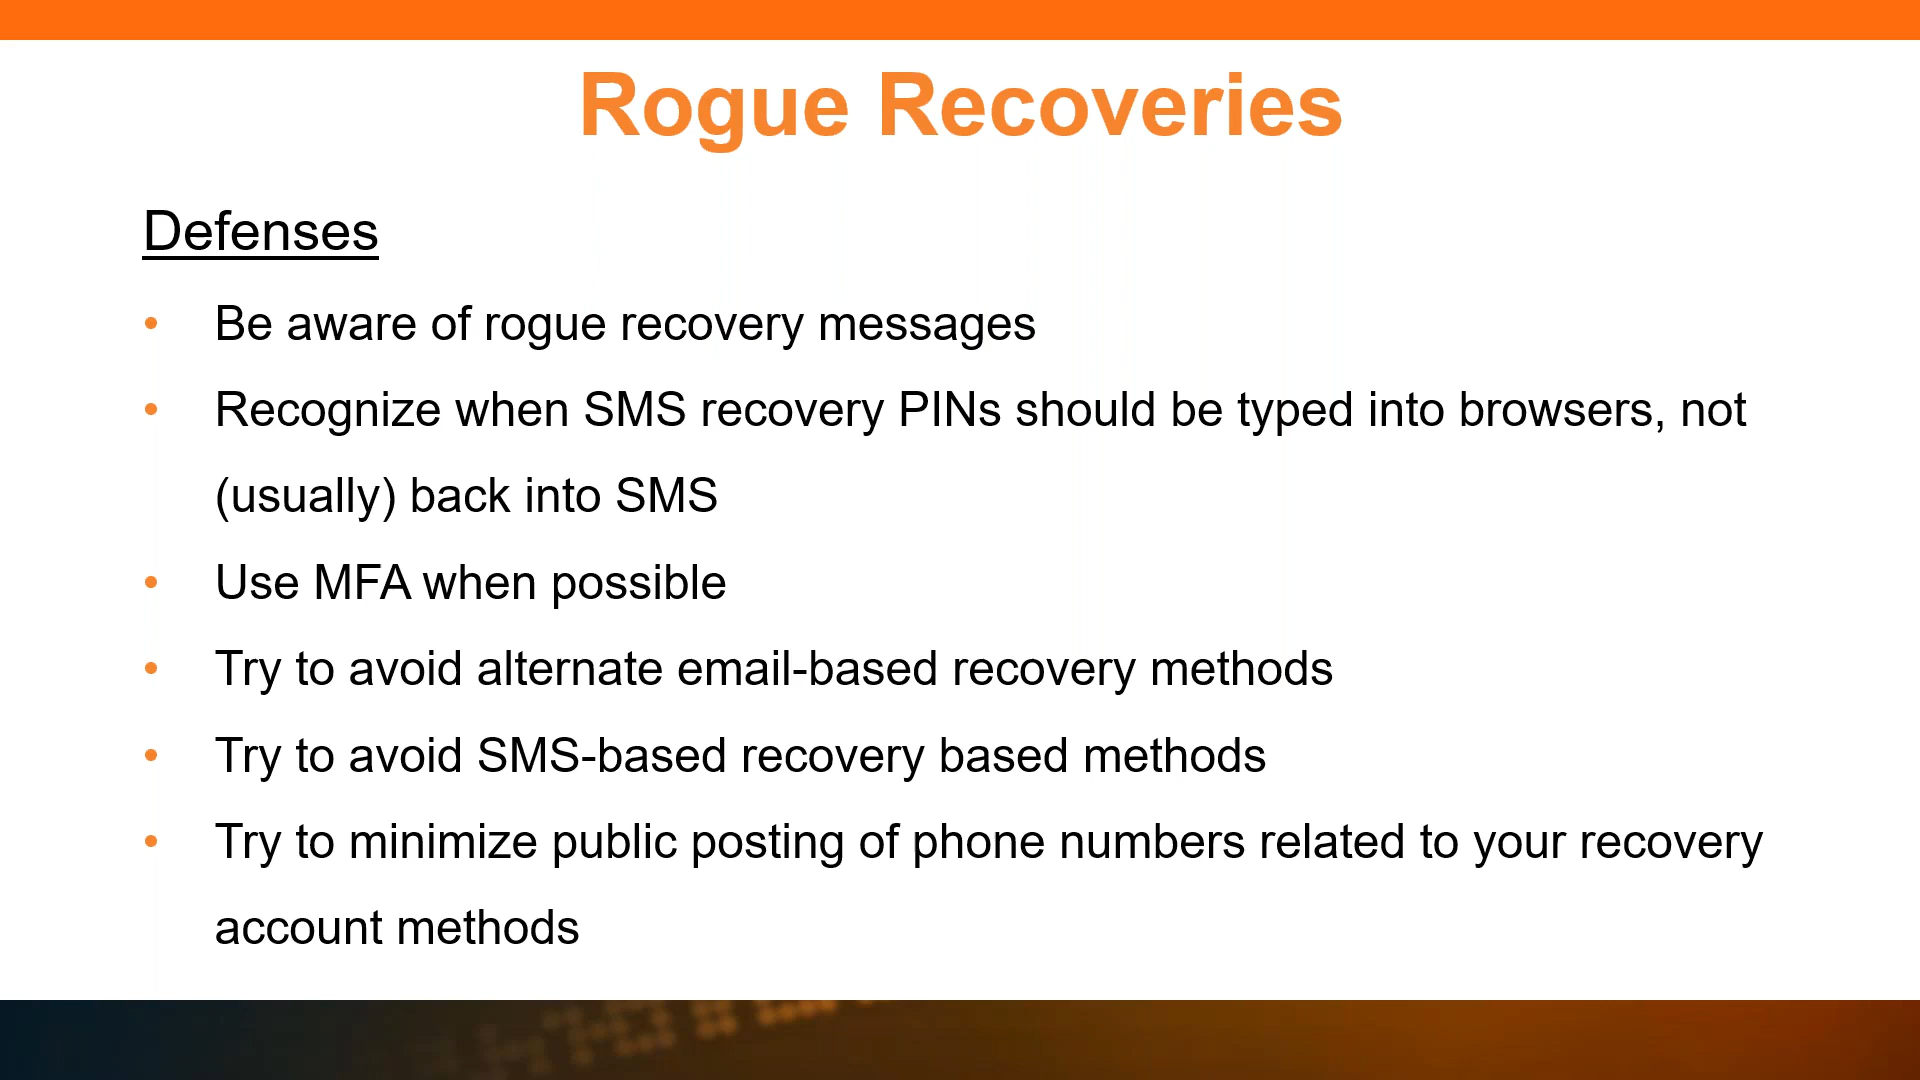 Rogue Recoveries
Defenses
• Be aware of rogue recovery messages
• Recognize when SMS recovery PINs should be typed into browsers, not
(usually) back into SMS
• Use MFA when possible
• Try to avoid alternate email-based recovery methods
• Try to avoid SMS-based recovery based methods
• Try to minimize public posting of phone numbers related to your recovery
account methods